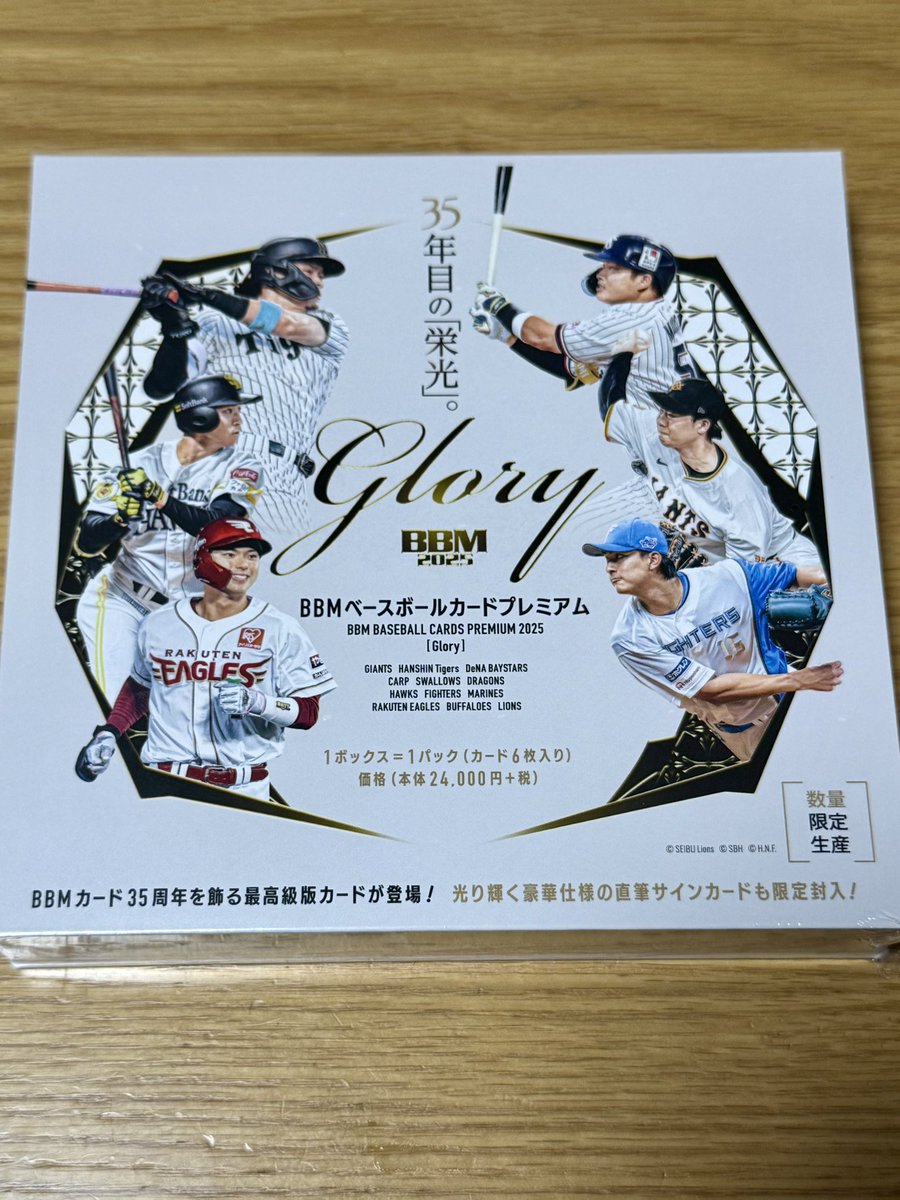 35年目の「栄光」。
Tig
SoftBank
GIANTS
RAKUTEN
EAGLES
FIGHTERS
15
Glory
BBM
2025
BBMベースボールカードプレミアム
BBM BASEBALL CARDS PREMIUM 2025
[Glory]
GIANTS HANSHIN Tigers DeNA BAYSTARS
CARP SWALLOWS DRAGONS
HAWKS FIGHTERS MARINES
RAKUTEN EAGLES BUFFALOES LIONS
1ボックス=1パック(カード6枚入り)
価格(本体24,000円+税)
数量
限定
生産
© SEIBU Lions © SBH © H.N.F.
BBMカード35周年を飾る最高級版カードが登場! 光り輝く豪華仕様の直筆サインカードも限定封入!